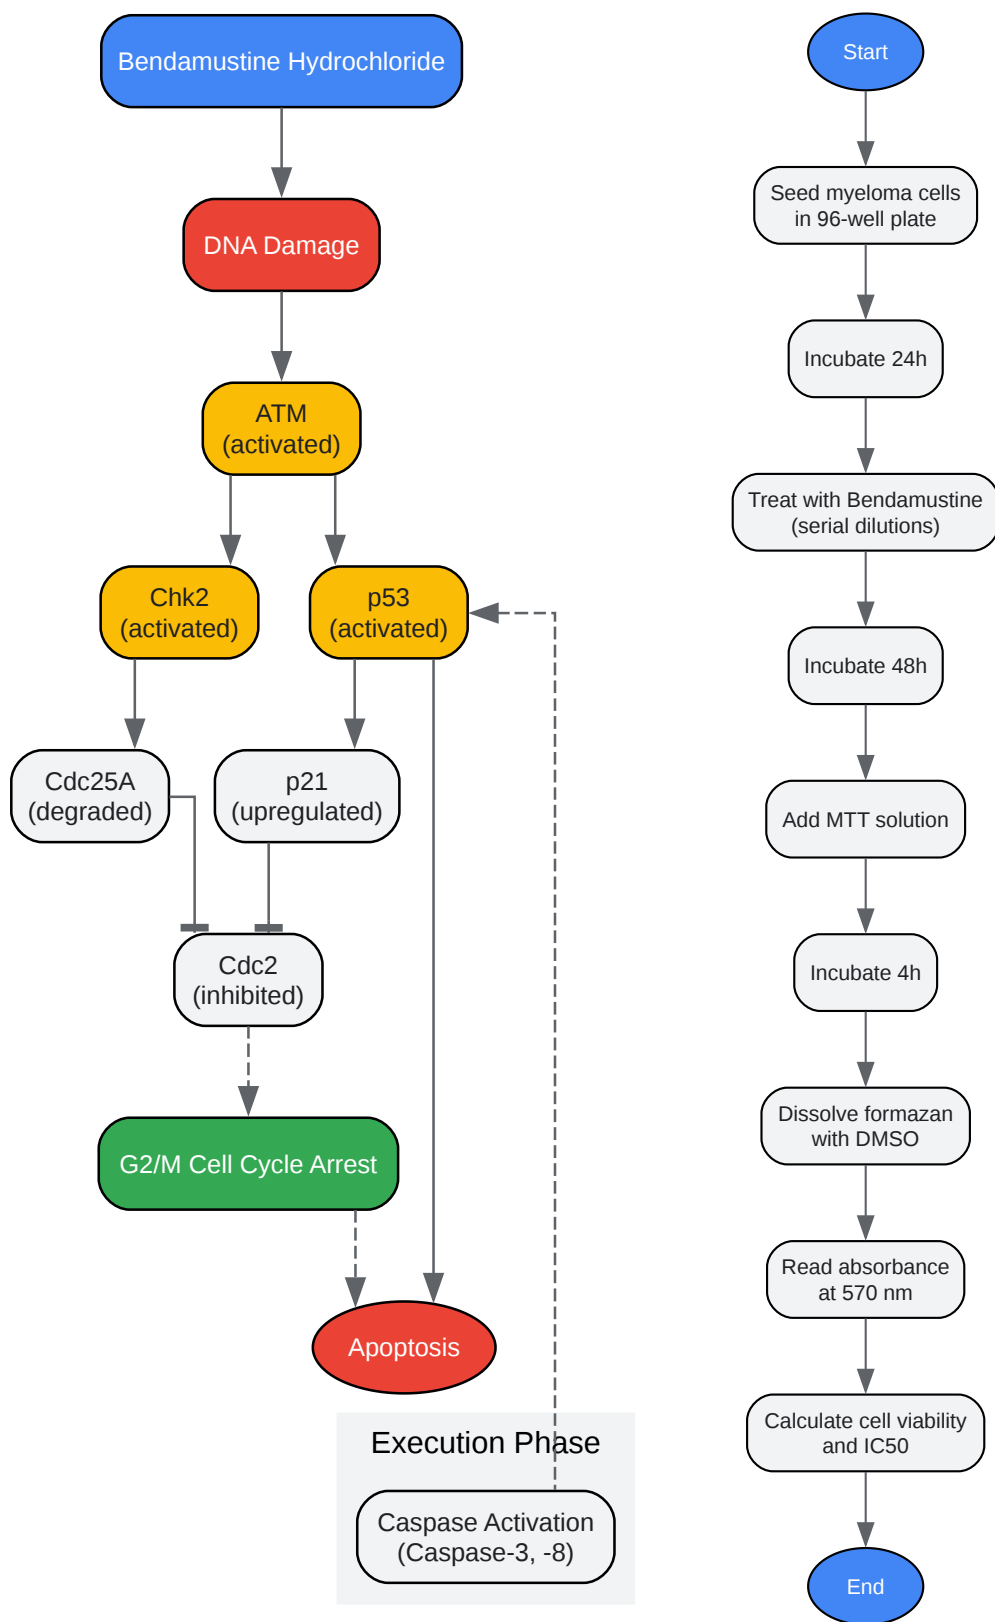 Bendamustine Hydrochloride
DNA Damage
ATM
(activated)
Chk2
(activated)
p53
(activated)
Cdc25A
(degraded)
p21
(upregulated)
Cdc2
(inhibited)
G2/M Cell Cycle Arrest
Apoptosis
Execution Phase
Caspase Activation
(Caspase-3, -8)
Start
Seed myeloma cells
in 96-well plate
Incubate 24h
Treat with Bendamustine
(serial dilutions)
Incubate 48h
Add MTT solution
Incubate 4h
Dissolve formazan
with DMSO
Read absorbance
at 570 nm
Calculate cell viability
and IC50
End